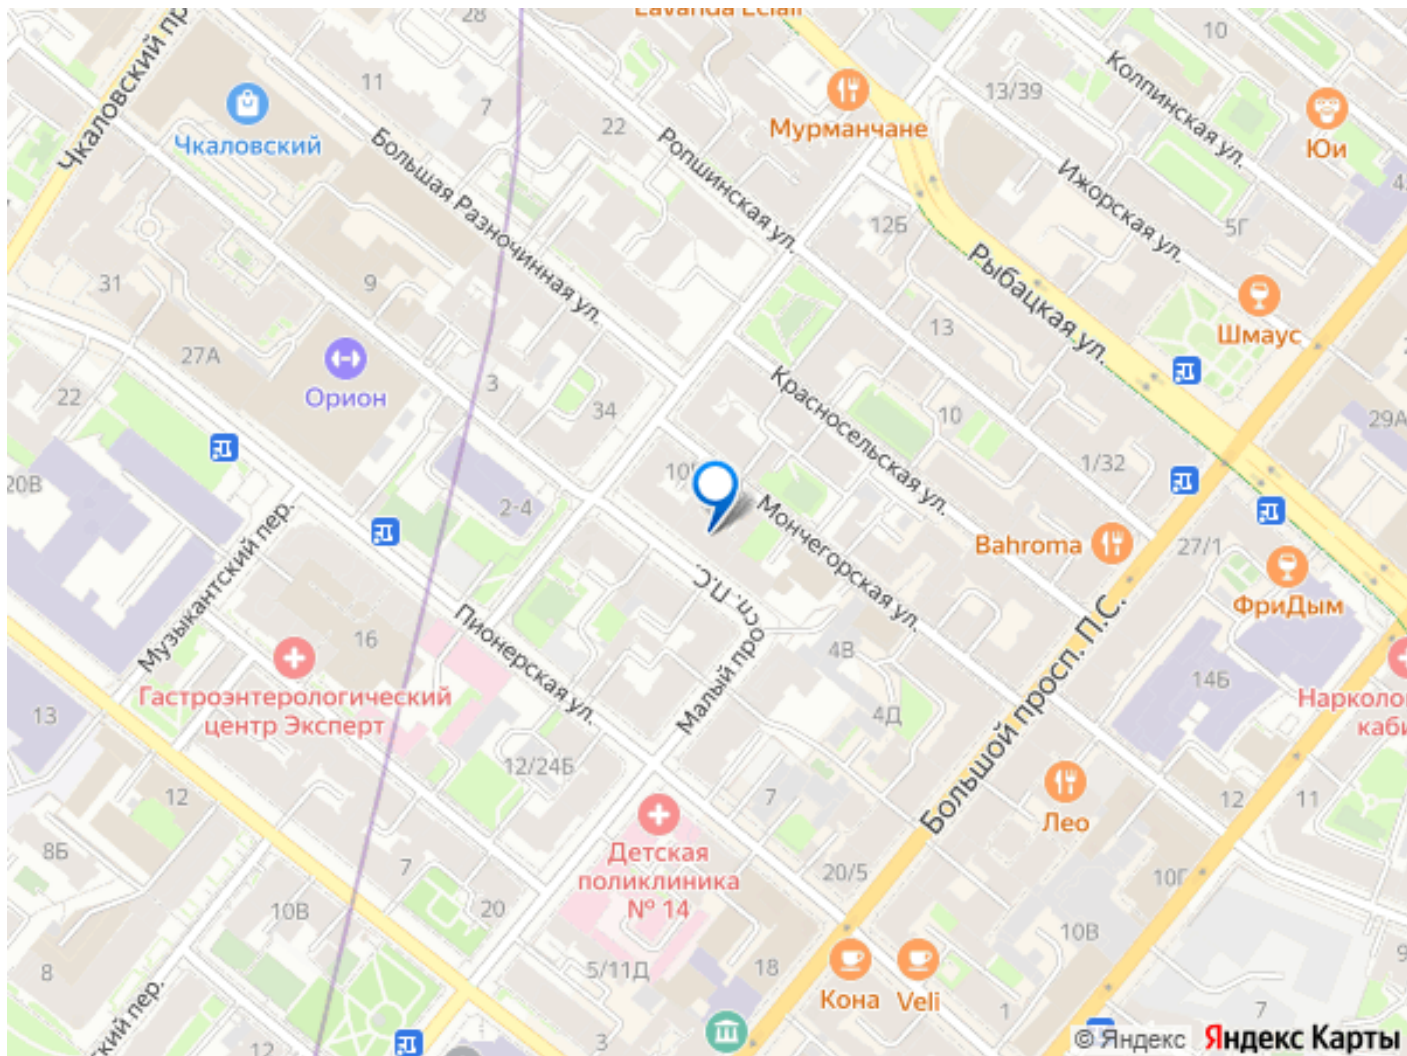 28
10
Чкаловский пр
11
7
13/39
Колпинская ул.
Мурманчане
Юи
Чкаловский
22
Ропшинская ул.
Ижорская ул.
Большая Разночинная ул.
12Б
5Г
Рыбацкая ул.
31
9
27А
13
Шмаус
Орион
3
22
34
Красносельская ул.
10
29А
1/32
20В
2-4
Мончегорская ул.
Bahroma
27/1
Музыкантский пер.
ФриДым
Малый просп. П.С.
16
Пионерская ул.
4В
14Б
Гастроэнтерологический
центр Эксперт
Большой просп. П.С.
4Д
13
12/24Б
12
7
12
11
Лео
8Б
7
Детская
поликлиника
№ 14
20/5
10Г
10В
20
10В
5/11Д
18
8
Кона
Veli
1
7
3
12
© Яндекс
Яндекс Карты